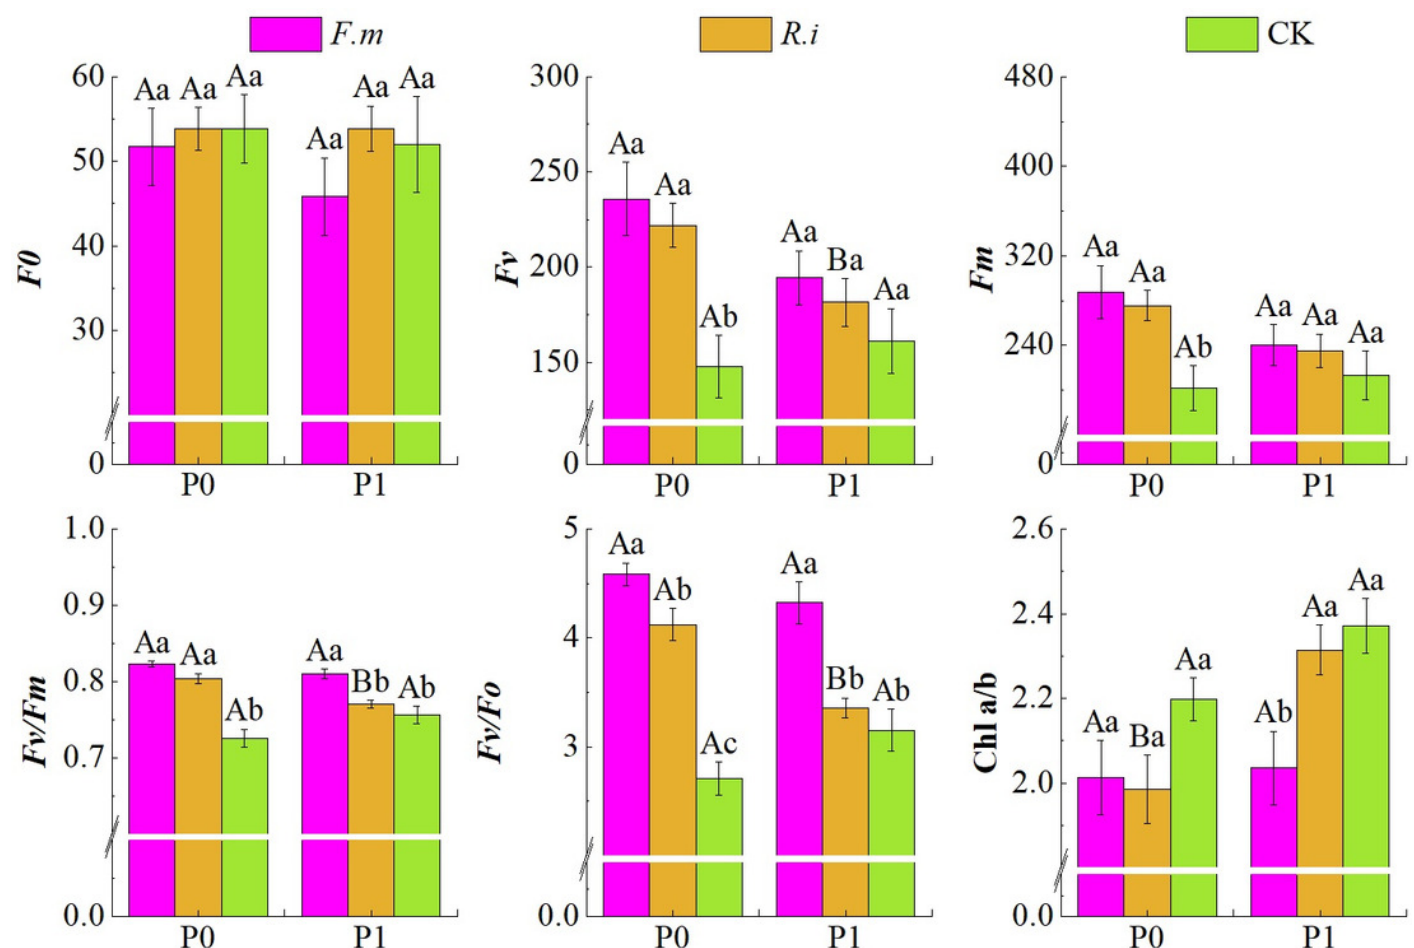 F.m R.i CK
60
50
40
30
0
F0
Aa Aa Aa Aa Aa Aa
P0 P1
300
250
200
150
0
Fv
Aa Aa Ab Aa Ba Aa
P0 P1
480
400
320
240
0
Fm
Aa Aa Ab Aa Aa Aa
P0 P1
1.0
0.9
0.8
0.7
0.0
Fv/Fm
Aa Aa Ab Aa Bb Ab
P0 P1
5
4
3
0.0
Fv/Fo
Aa Ab Ac Aa Bb Ab
P0 P1
2.6
2.4
2.2
2.0
0.0
Chl a/b
Aa Ba Aa Ab Aa Aa
P0 P1